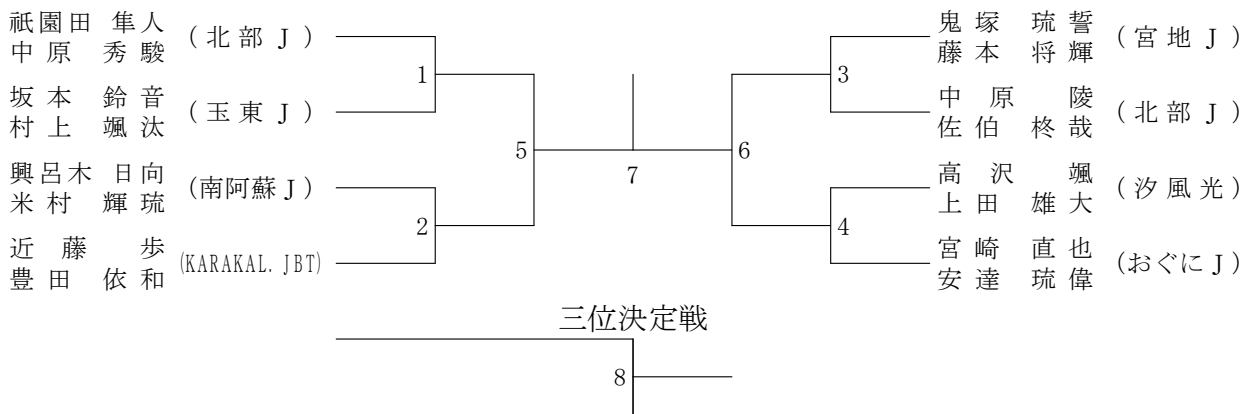 祇園田 隼人
中原 秀駿
(北部J)
坂本 鈴音
村上 颯汰
(玉東J)
興呂木 日向
米村 輝琉
(南阿蘇J)
近藤 歩
豊田 依和
(KARAKAL.JBT)
1
2
5
7
6
3
4
鬼塚 琉誓
藤本 将輝
(宮地J)
中原 陵
佐伯 柊哉
(北部J)
高沢 颯
上田 雄大
(汐風光)
宮崎 直也
安達 琉偉
(おぐにJ)
三位決定戦
8